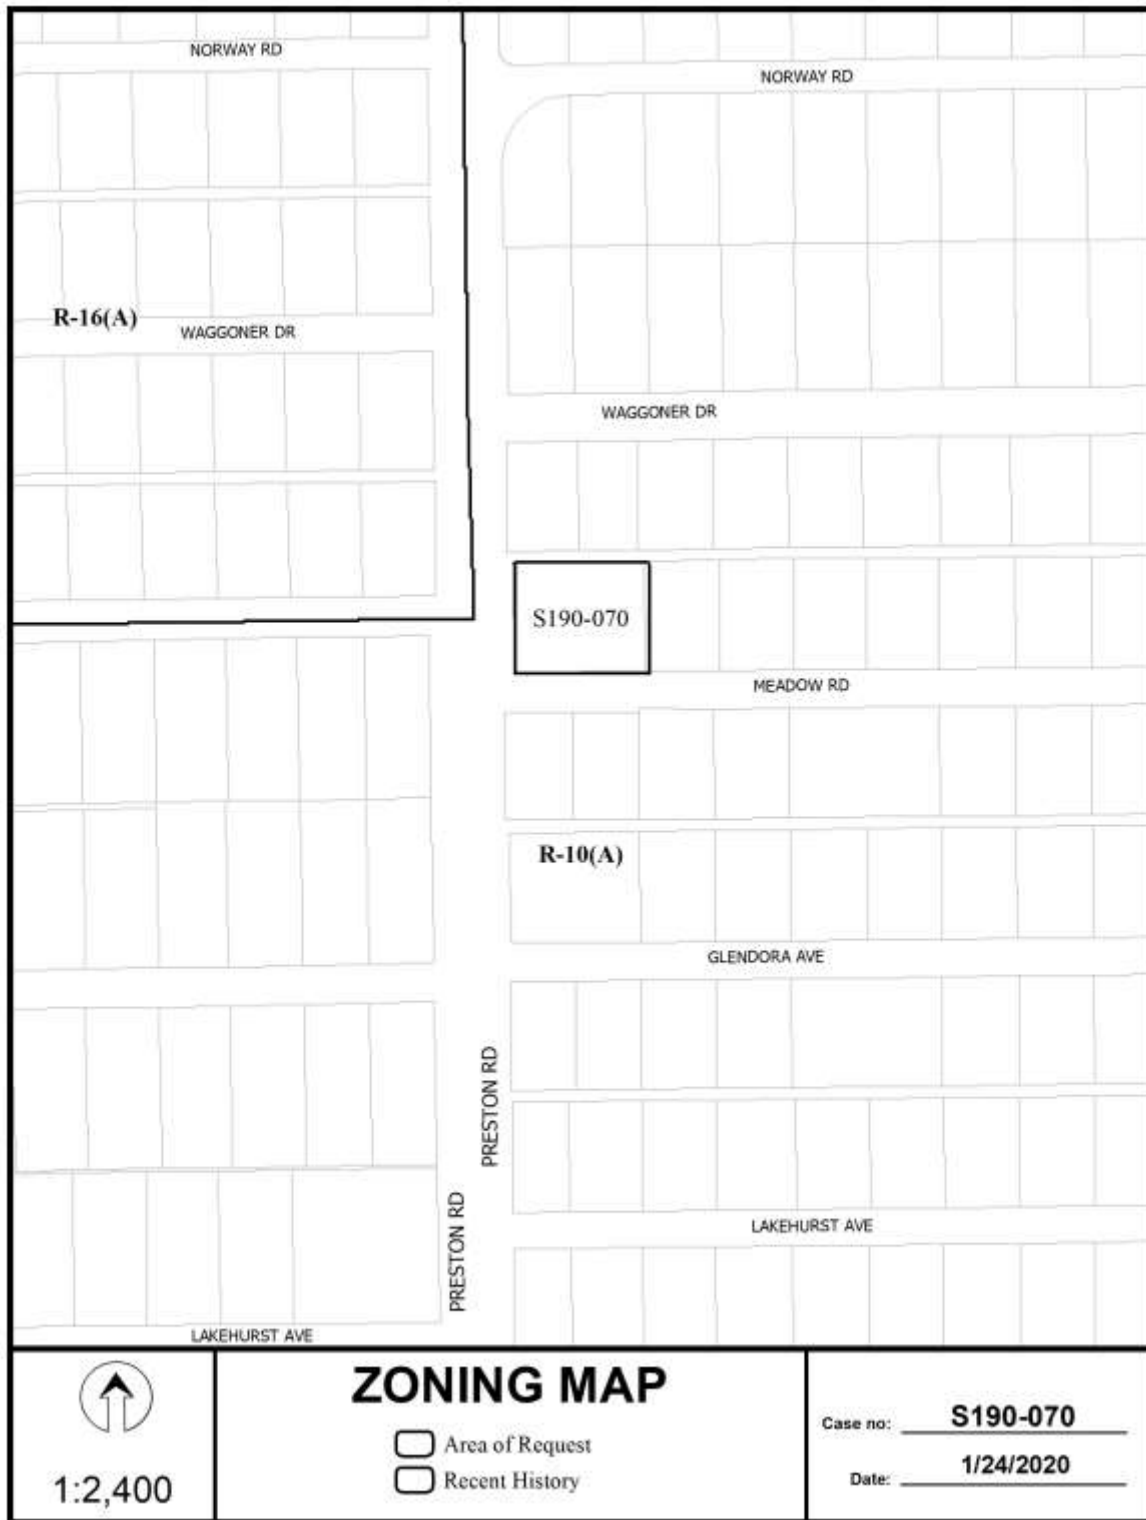 NORWAY RD
NORWAY RD
R-16(A)
WAGGONER DR
WAGGONER DR
S190-070
MEADOW RD
R-10(A)
GLENDORA AVE
PRESTON RD
PRESTON RD
LAKEHURST AVE
LAKEHURST AVE
1:2,400
ZONING MAP
Area of Request
Recent History
Case no: S190-070
Date: 1/24/2020